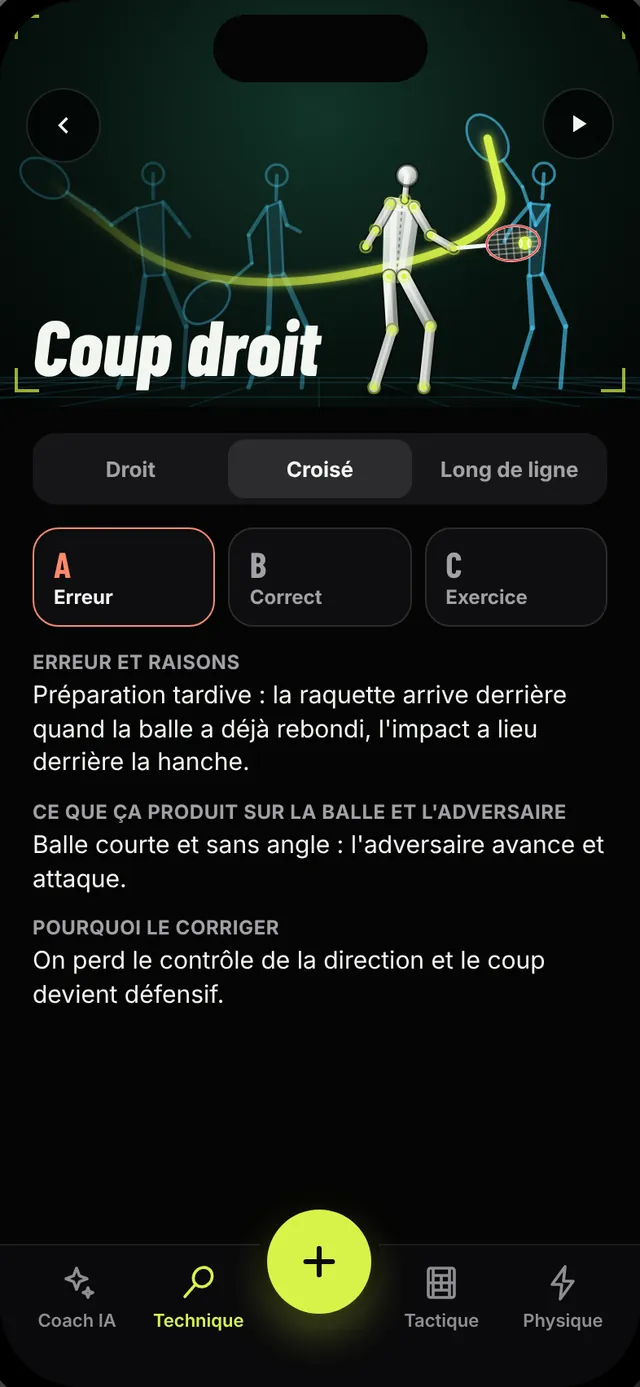 Coup droit
Droit
Croisé
Long de ligne
A
Erreur
B
Correct
C
Exercice
ERREUR ET RAISONS
Préparation tardive : la raquette arrive derrière
quand la balle a déjà rebondi, l'impact a lieu
derrière la hanche.
CE QUE ÇA PRODUIT SUR LA BALLE ET L'ADVERSAIRE
Balle courte et sans angle : l'adversaire avance et
attaque.
POURQUOI LE CORRIGER
On perd le contrôle de la direction et le coup
devient défensif.
Coach IA
Technique
Tactique
Physique